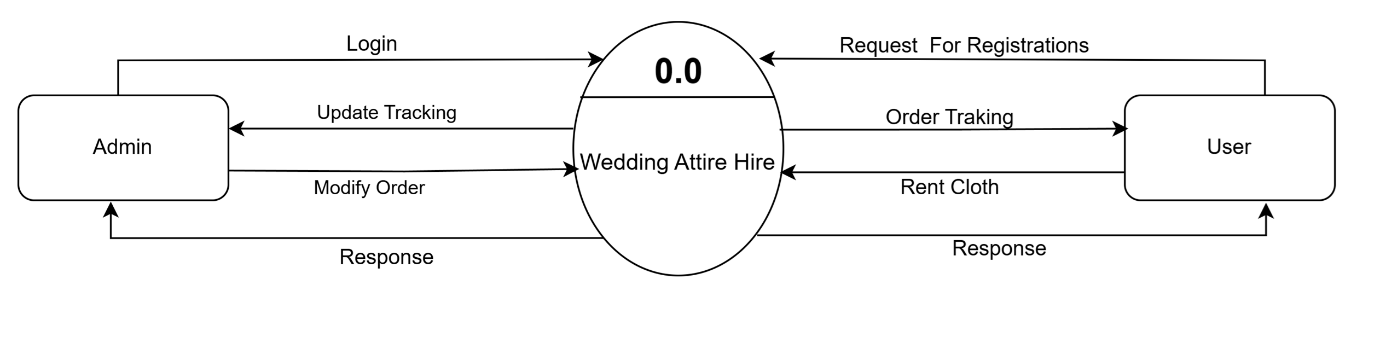 Login
Request  For Registrations
0.0
Update Tracking
Order Traking
Admin
Wedding Attire Hire
User
Modify Order
Rent Cloth
Response
Response